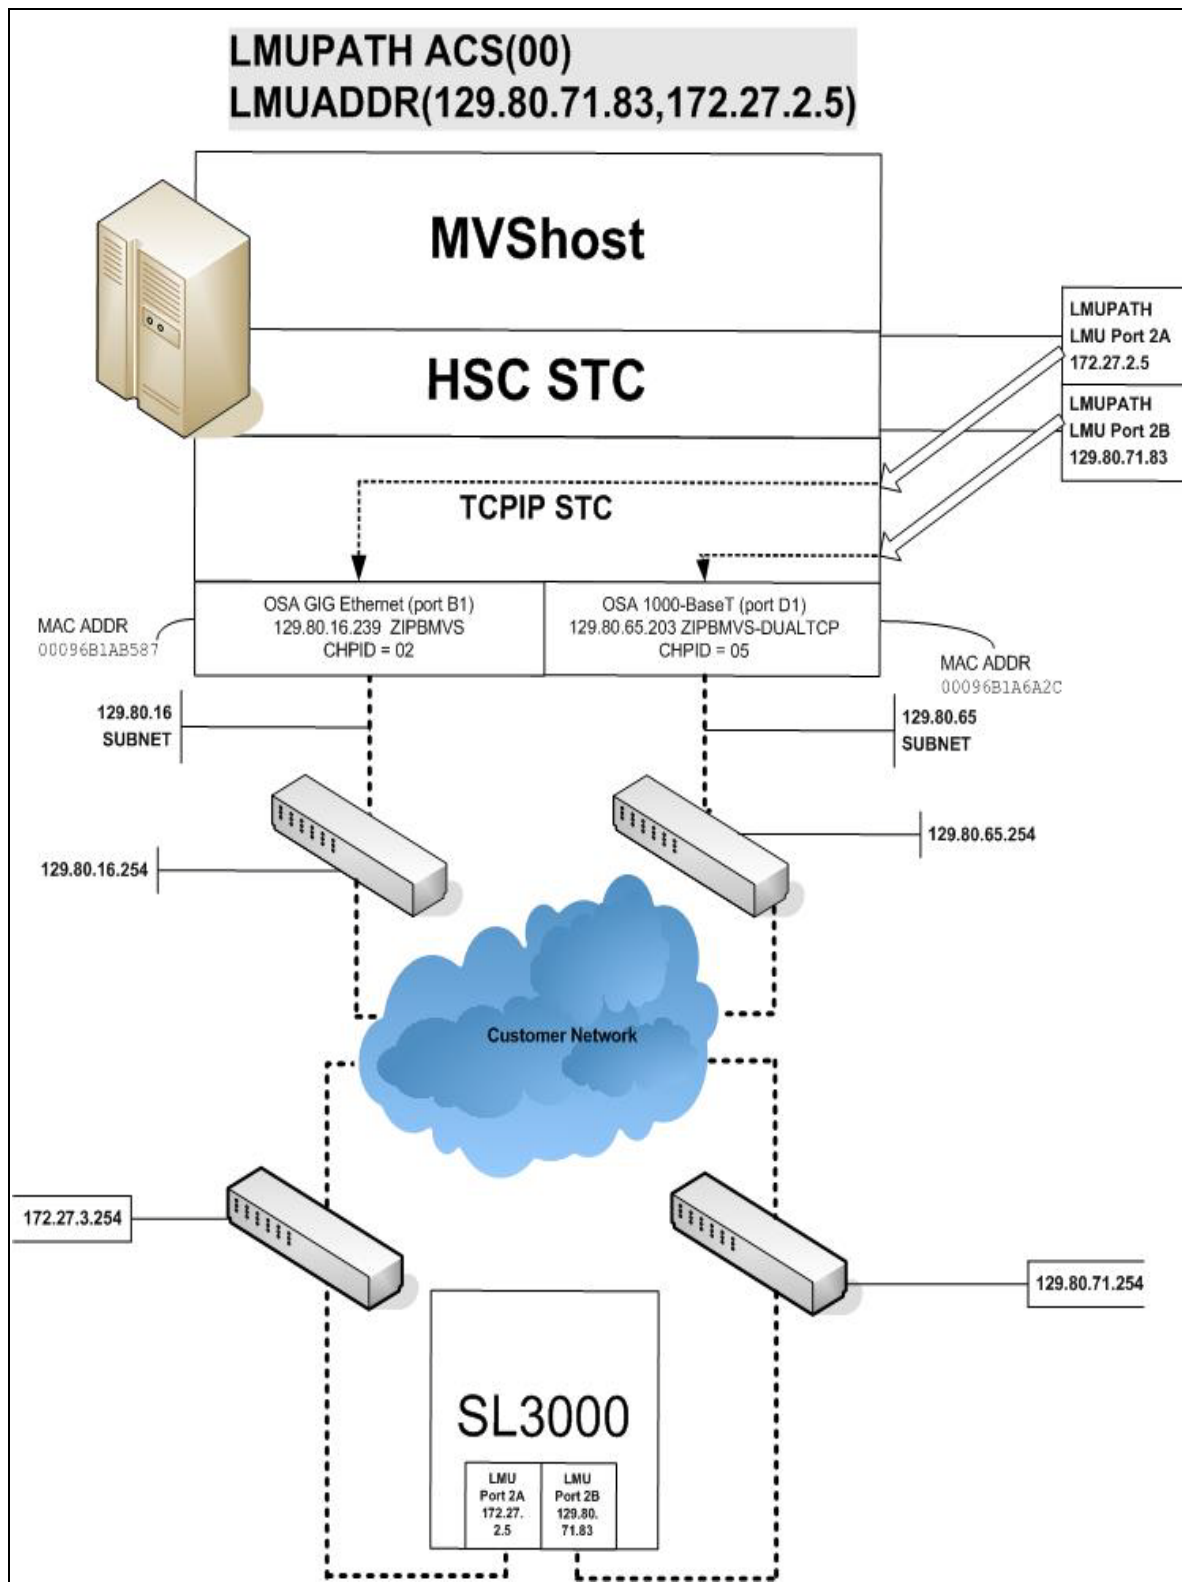 LMUPATH ACS(00)
LMUADDR(129.80.71.83,172.27.2.5)
MVShost
HSC STC
LMUPATH
LMU Port 2A
172.27.2.5
LMUPATH
LMU Port 2B
129.80.71.83
TCPIP STC
OSA GIG Ethernet (port B1)
129.80.16.239 ZIPBMVS
CHPID = 02
OSA 1000-BaseT (port D1)
129.80.65.203 ZIPBMVS-DUALTCP
CHPID = 05
MAC ADDR
00096B1AB587
MAC ADDR
00096B1A6A2C
129.80.16
SUBNET
129.80.65
SUBNET
129.80.16.254
129.80.65.254
Customer Network
172.27.3.254
129.80.71.254
SL3000
LMU
Port 2A
172.27.
2.5
LMU
Port 2B
129.80.
71.83